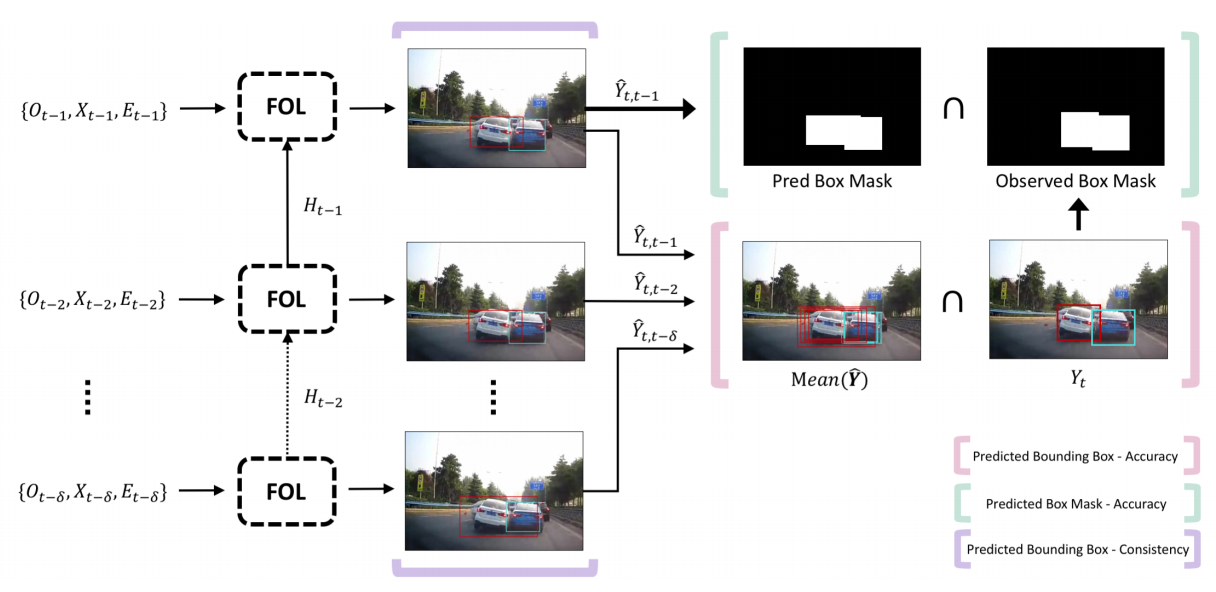 {O_{t−1}, X_{t−1}, E_{t−1}}
FOL
Ŷ_{t,t−1}
∩
Pred Box Mask
Observed Box Mask
H_{t−1}
Ŷ_{t,t−1}
{O_{t−2}, X_{t−2}, E_{t−2}}
FOL
Ŷ_{t,t−2}
∩
Ŷ_{t,t−δ}
Mean(Ŷ)
Y_t
H_{t−2}
{O_{t−δ}, X_{t−δ}, E_{t−δ}}
FOL
Predicted Bounding Box - Accuracy
Predicted Box Mask - Accuracy
Predicted Bounding Box - Consistency